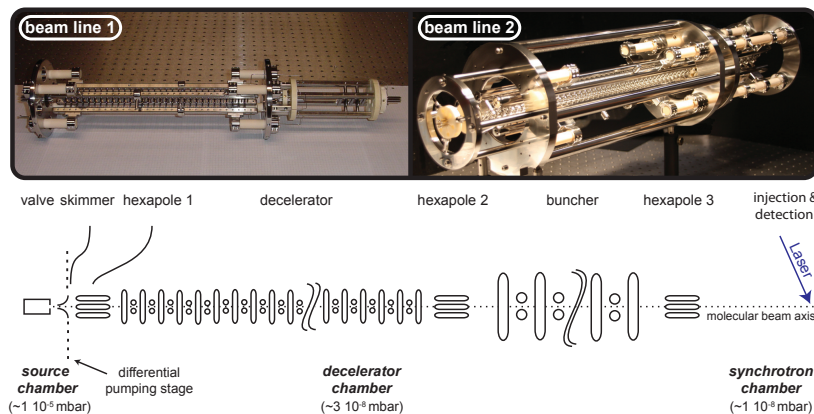 beam line 1
beam line 2
valve skimmer hexapole 1 decelerator hexapole 2 buncher hexapole 3 injection &
detection
Laser
molecular beam axis
source
chamber
(~1 10-5 mbar)
differential
pumping stage
decelerator
chamber
(~3 10-8 mbar)
synchrotron
chamber
(~1 10-8 mbar)